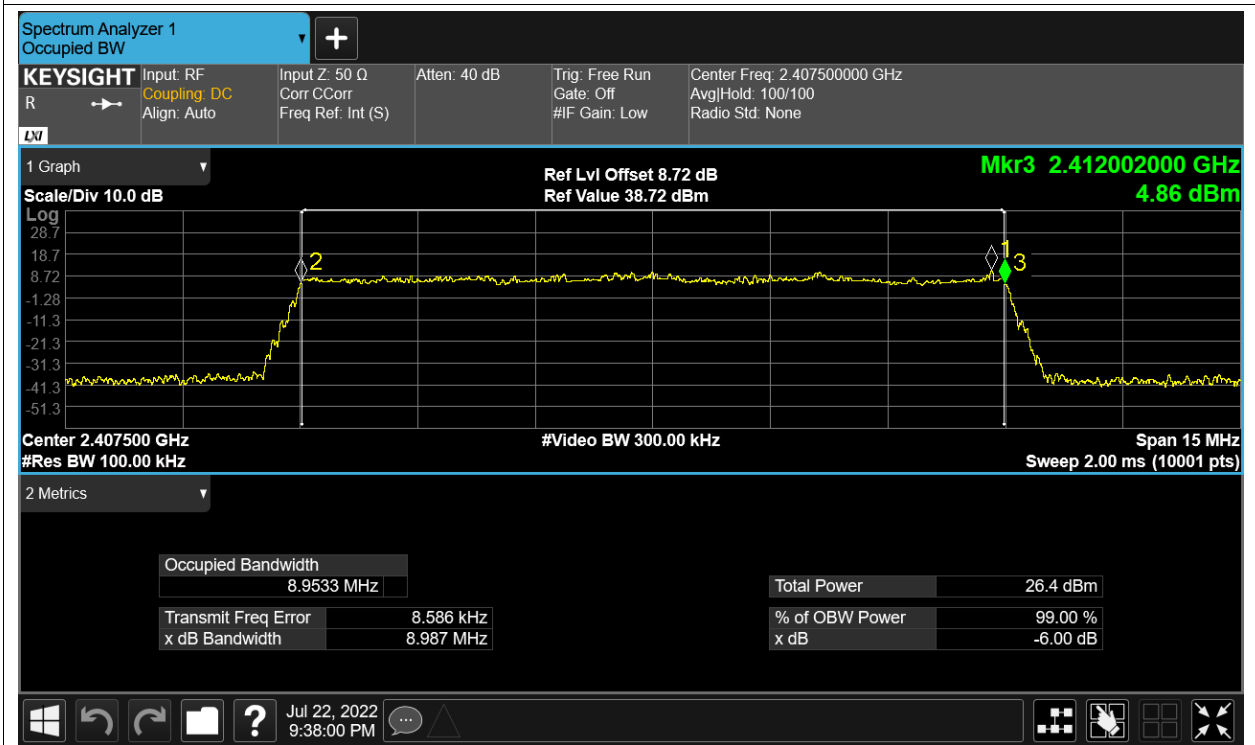 Spectrum Analyzer 1
Occupied BW
KEYSIGHT
R
LXI
Input: RF
Coupling: DC
Align: Auto
Input Z: 50 Ω
Corr CCorr
Freq Ref: Int (S)
Atten: 40 dB
Trig: Free Run
Gate: Off
#IF Gain: Low
Center Freq: 2.407500000 GHz
Avg|Hold: 100/100
Radio Std: None
1 Graph
Scale/Div 10.0 dB
Ref Lvl Offset 8.72 dB
Ref Value 38.72 dBm
Mkr3 2.412002000 GHz
4.86 dBm
Log
28.7
18.7
8.72
-1.28
-11.3
-21.3
-31.3
-41.3
-51.3
2
1
3
Center 2.407500 GHz
#Video BW 300.00 kHz
Span 15 MHz
#Res BW 100.00 kHz
Sweep 2.00 ms (10001 pts)
2 Metrics
Occupied Bandwidth
8.9533 MHz
Total Power 26.4 dBm
Transmit Freq Error 8.586 kHz
% of OBW Power 99.00 %
x dB Bandwidth 8.987 MHz
x dB -6.00 dB
?
Jul 22, 2022
9:38:00 PM